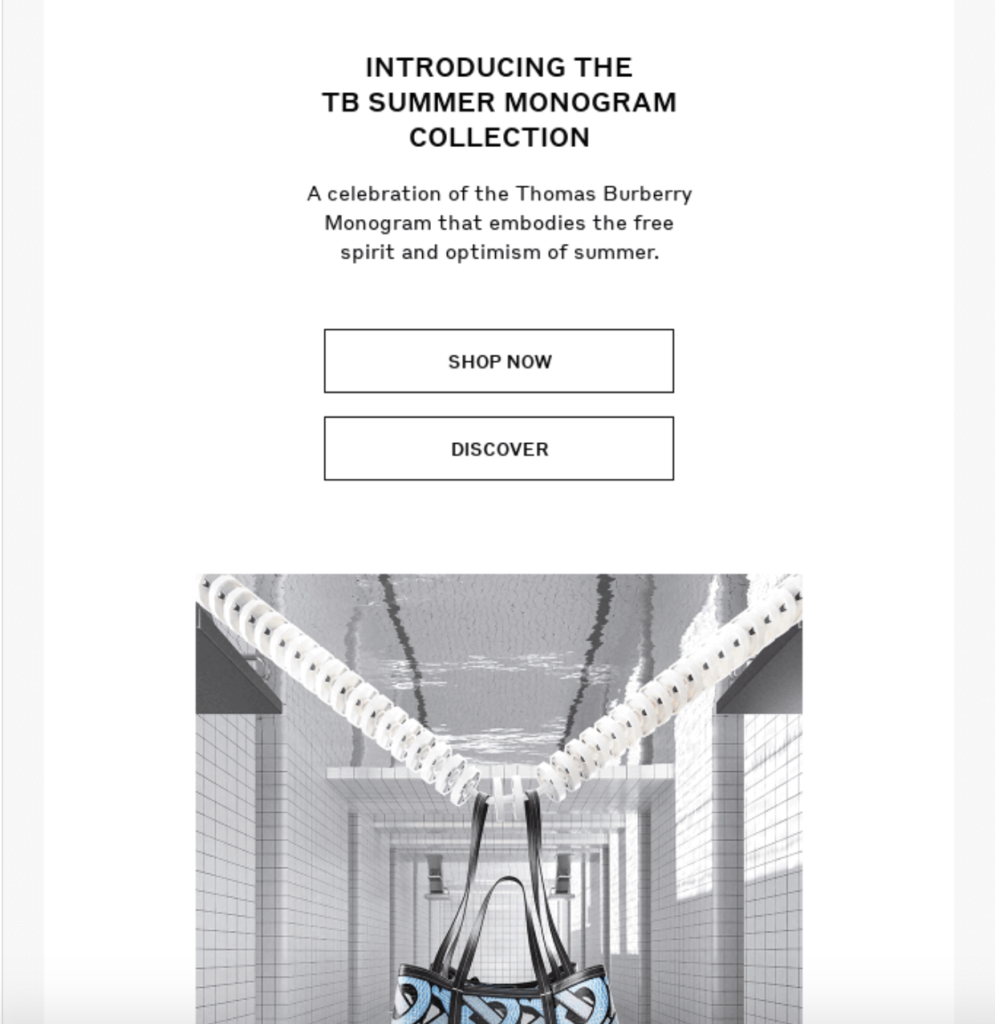 INTRODUCING THE
TB SUMMER MONOGRAM
COLLECTION
A celebration of the Thomas Burberry
Monogram that embodies the free
spirit and optimism of summer.
SHOP NOW
DISCOVER